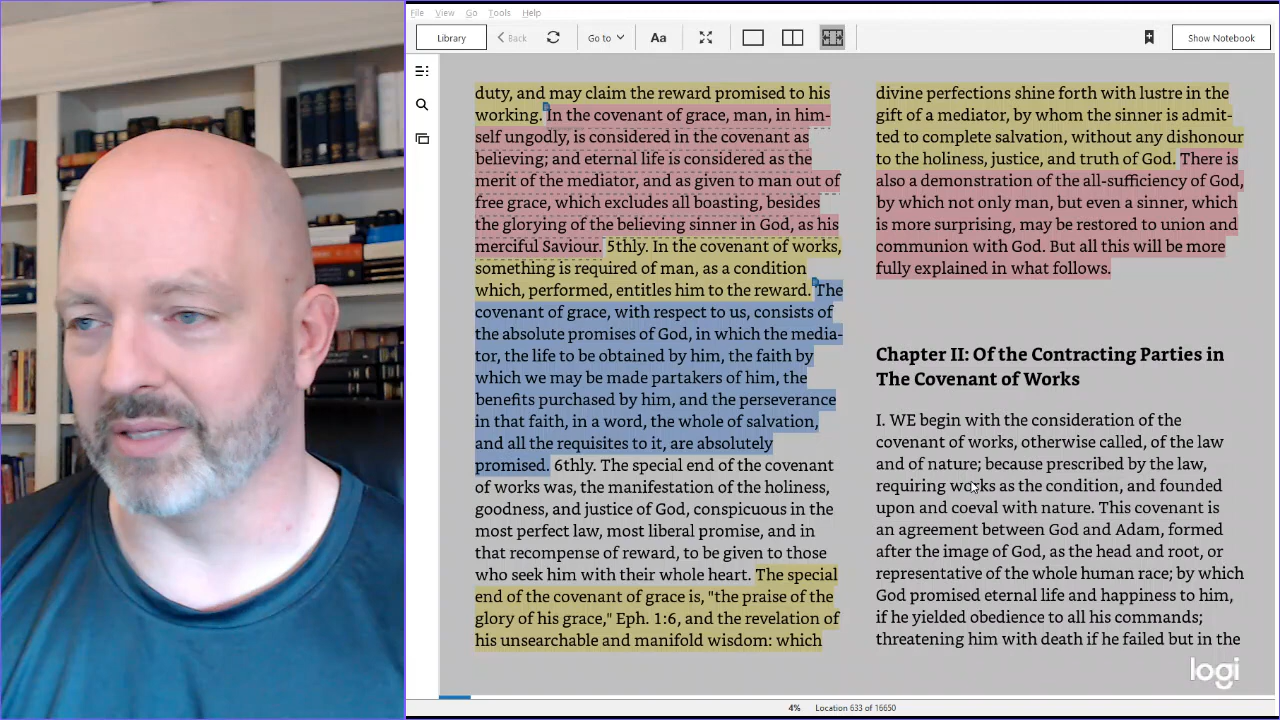 File View Go Tools Help
Library Back Go to Aa Show Notebook
duty, and may claim the reward promised to his
working. In the covenant of grace, man, in him-
self ungodly, is considered in the covenant as
believing; and eternal life is considered as the
merit of the mediator, and as given to man out of
free grace, which excludes all boasting, besides
the glorying of the believing sinner in God, as his
merciful Saviour. 5thly. In the covenant of works,
something is required of man, as a condition
which, performed, entitles him to the reward. The
covenant of grace, with respect to us, consists of
the absolute promises of God, in which the media-
tor, the life to be obtained by him, the faith by
which we may be made partakers of him, the
benefits purchased by him, and the perseverance
in that faith, in a word, the whole of salvation,
and all the requisites to it, are absolutely
promised. 6thly. The special end of the covenant
of works was, the manifestation of the holiness,
goodness, and justice of God, conspicuous in the
most perfect law, most liberal promise, and in
that recompense of reward, to be given to those
who seek him with their whole heart. The special
end of the covenant of grace is, "the praise of the
glory of his grace," Eph. 1:6, and the revelation of
his unsearchable and manifold wisdom: which
divine perfections shine forth with lustre in the
gift of a mediator, by whom the sinner is admit-
ted to complete salvation, without any dishonour
to the holiness, justice, and truth of God. There is
also a demonstration of the all-sufficiency of God,
by which not only man, but even a sinner, which
is more surprising, may be restored to union and
communion with God. But all this will be more
fully explained in what follows.
Chapter II: Of the Contracting Parties in
The Covenant of Works
I. WE begin with the consideration of the
covenant of works, otherwise called, of the law
and of nature; because prescribed by the law,
requiring works as the condition, and founded
upon and coeval with nature. This covenant is
an agreement between God and Adam, formed
after the image of God, as the head and root, or
representative of the whole human race; by which
God promised eternal life and happiness to him,
if he yielded obedience to all his commands;
threatening him with death if he failed but in the
logi
4% Location 633 of 16650